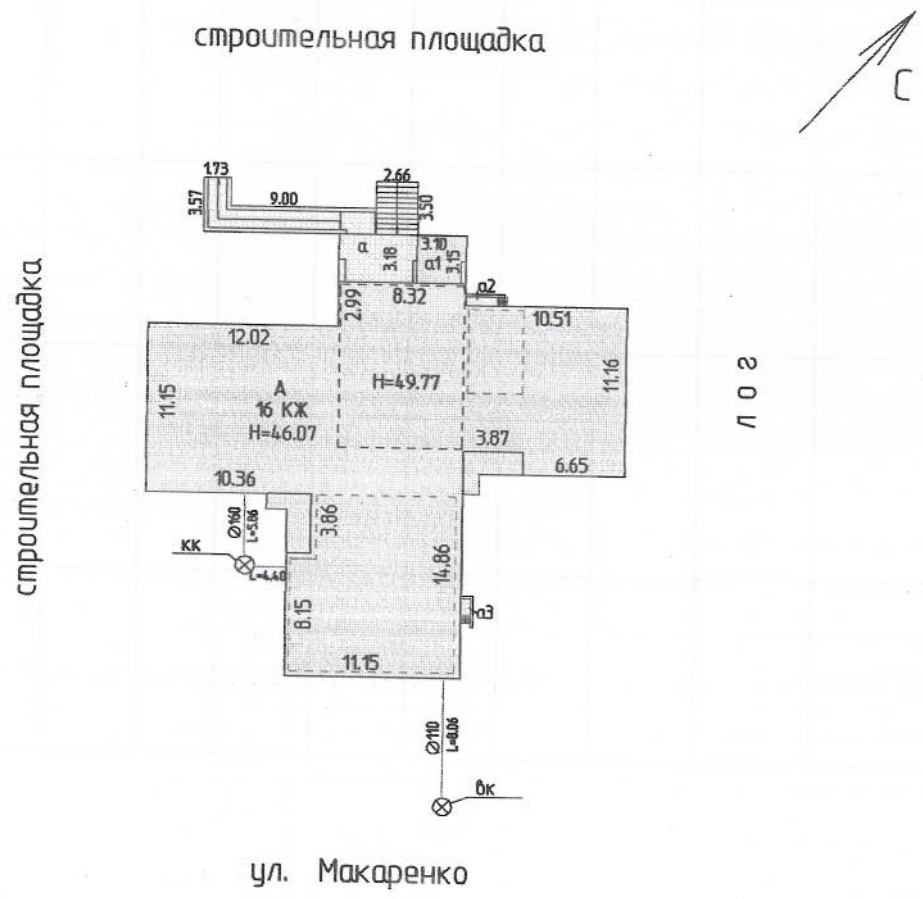 строительная площадка
С
1.73
2.66
3.57
9.00
3.50
а
3.18
3.10
а1
3.15
2.99
8.32
а2
10.51
12.02
11.15
А
16 КЖ
H=46.07
H=49.77
11.16
строительная площадка
лог
3.87
6.65
10.36
3.86
Ø160
L=5.86
КК
L=4.40
14.86
8.15
а3
11.15
Ø110
L=8.06
Вк
ул. Макаренко